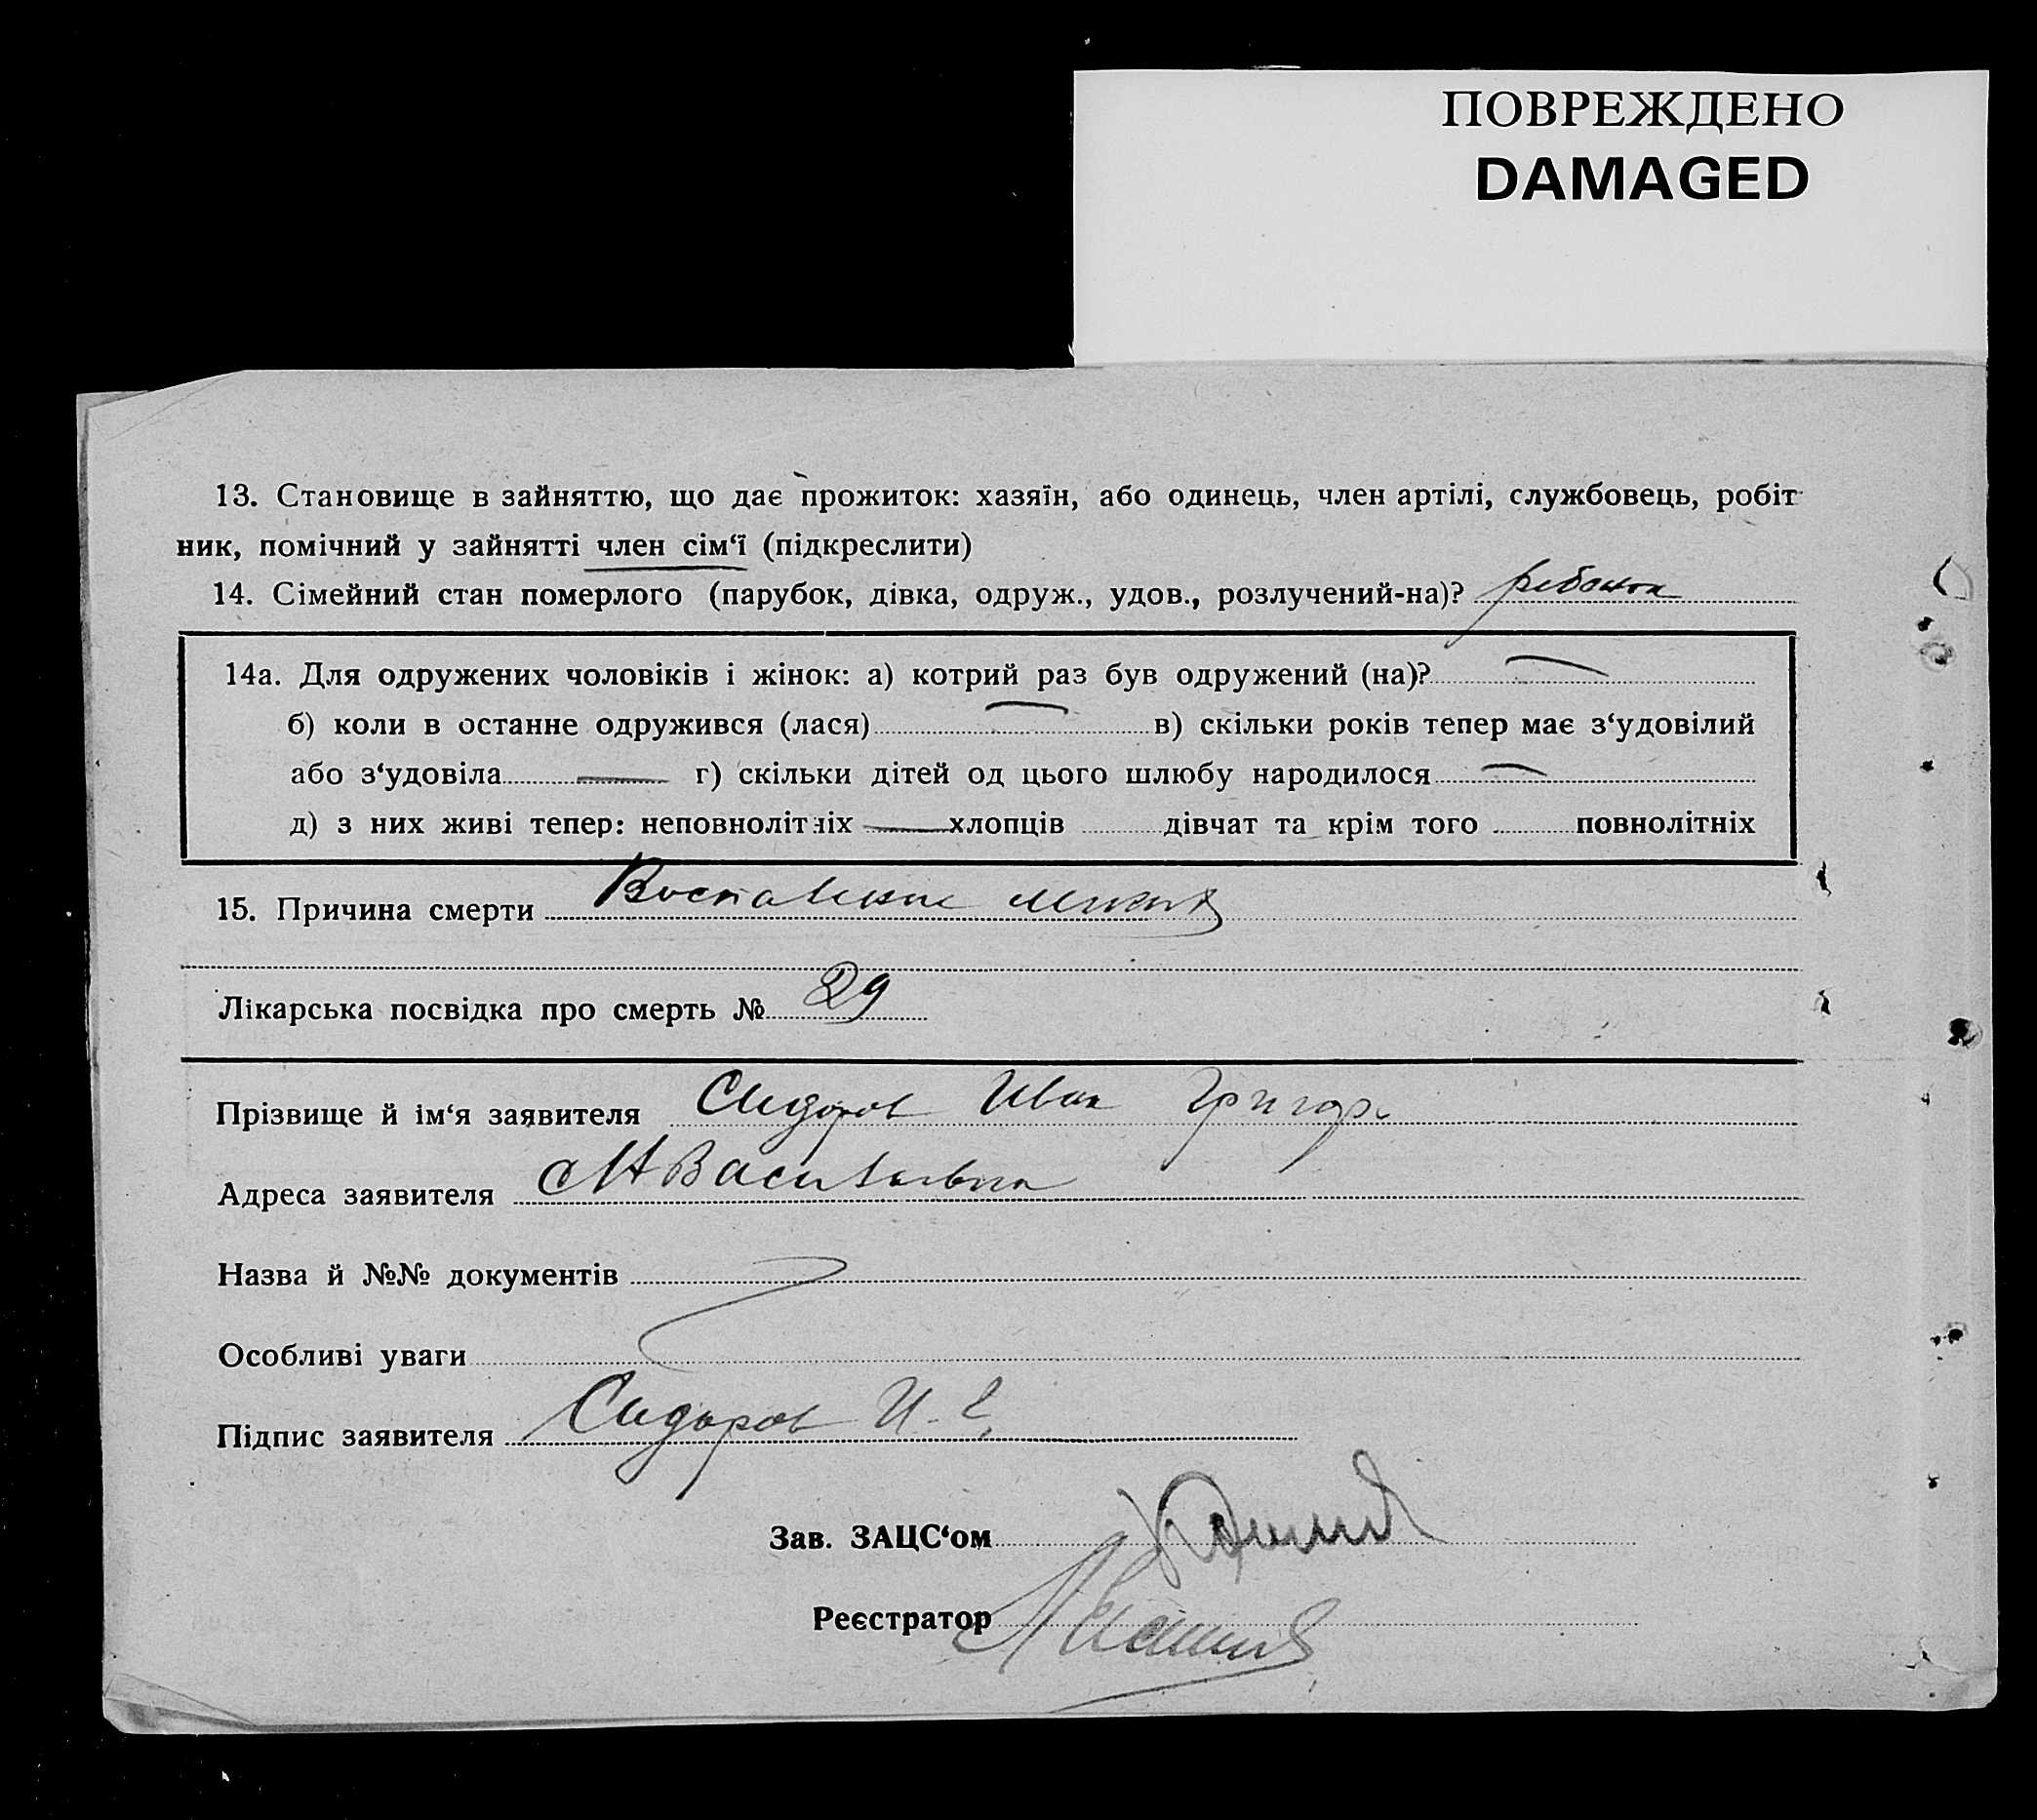 ПОВРЕЖДЕНО
DAMAGED
13. Становище в зайняттю, що дає прожиток: хазяїн, або одинець, член артілі, службовець, робіт-
ник, помічний у зайнятті член сім‘ї (підкреслити)
14. Сімейний стан померлого (парубок, дівка, одруж., удов., розлучений-на)? ребенок
14а. Для одружених чоловіків і жінок: а) котрий раз був одружений (на)?
б) коли в останнє одружився (лася) в) скільки років тепер має з‘удовілий
або з‘удовіла г) скільки дітей од цього шлюбу народилося
д) з них живі тепер: неповнолітніх хлопців дівчат та крім того повнолітніх
15. Причина смерти Воспаление легких
Лікарська посвідка про смерть № 29
Прізвище й ім‘я заявителя Сидоров Иван Григор.
Адреса заявителя
Назва й №№ документів
Особливі уваги
Підпис заявителя Сидоров И.
Зав. ЗАЦС‘ом
Реєстратор